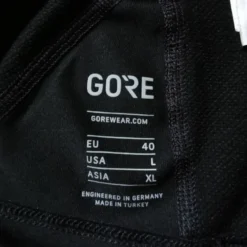 GORE
GOREWEAR.COM
EU 40
USA L
ASIA XL
ENGINEERED IN GERMANY
MADE IN TURKEY